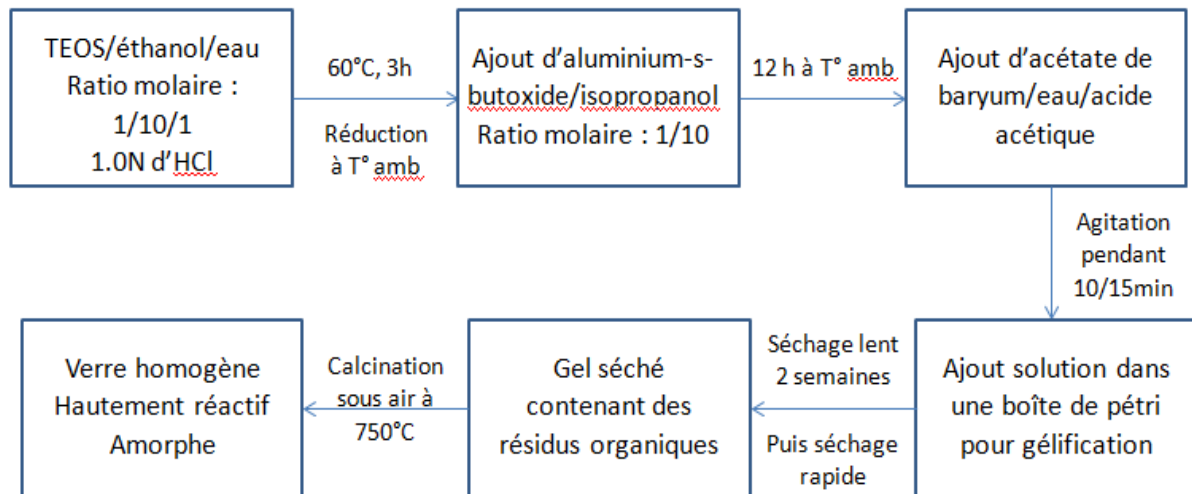 TEOS/éthanol/eau
Ratio molaire :
1/10/1
1.0N d’HCl
60°C, 3h
Réduction
à T° amb
Ajout d’aluminium-s-
butoxide/isopropanol
Ratio molaire : 1/10
12 h à T° amb
Ajout d’acétate de
baryum/eau/acide
acétique
Agitation
pendant
10/15min
Ajout solution dans
une boîte de pétri
pour gélification
Séchage lent
2 semaines
Puis séchage
rapide
Gel séché
contenant des
résidus organiques
Calcination
sous air à
750°C
Verre homogène
Hautement réactif
Amorphe